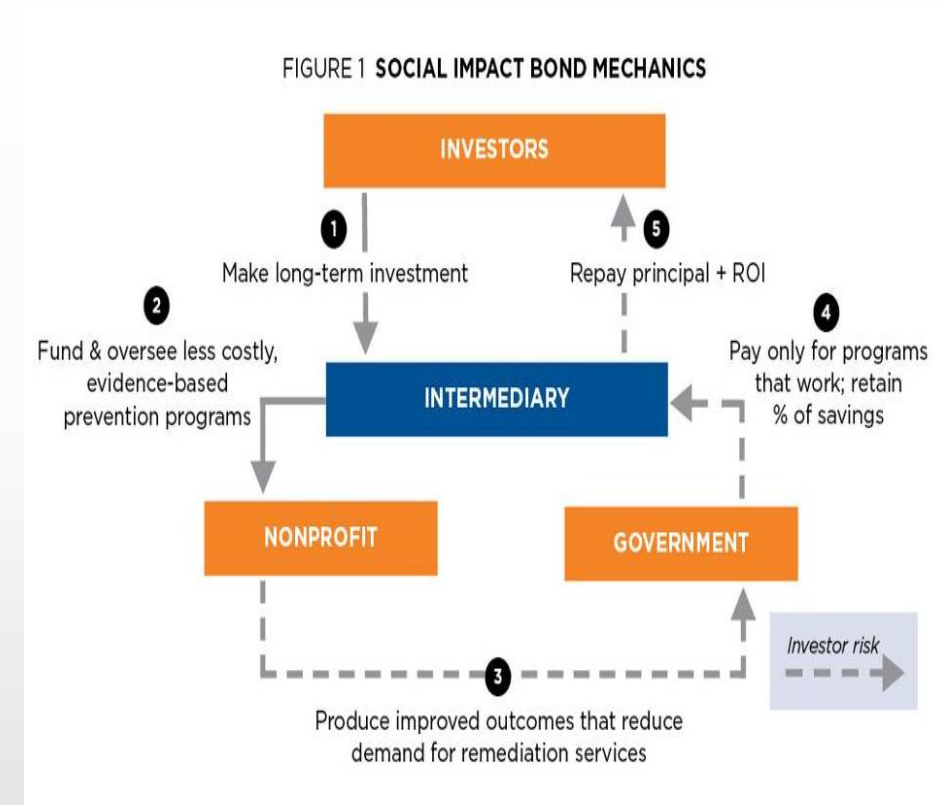 FIGURE 1 SOCIAL IMPACT BOND MECHANICS
INVESTORS
1
Make long-term investment
5
Repay principal + ROI
2
Fund & oversee less costly,
evidence-based
prevention programs
4
Pay only for programs
that work; retain
% of savings
INTERMEDIARY
NONPROFIT
GOVERNMENT
Investor risk
3
Produce improved outcomes that reduce
demand for remediation services